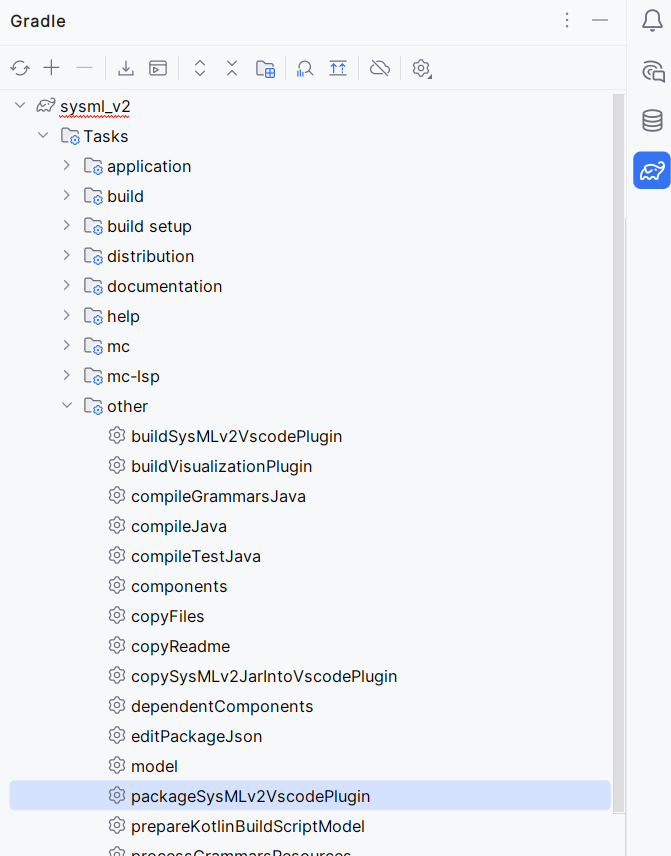 Gradle
sysml_v2
Tasks
application
build
build setup
distribution
documentation
help
mc
mc-lsp
other
buildSysMLv2VscodePlugin
buildVisualizationPlugin
compileGrammarsJava
compileJava
compileTestJava
components
copyFiles
copyReadme
copySysMLv2JarIntoVscodePlugin
dependentComponents
editPackageJson
model
packageSysMLv2VscodePlugin
prepareKotlinBuildScriptModel
processGrammarsResources